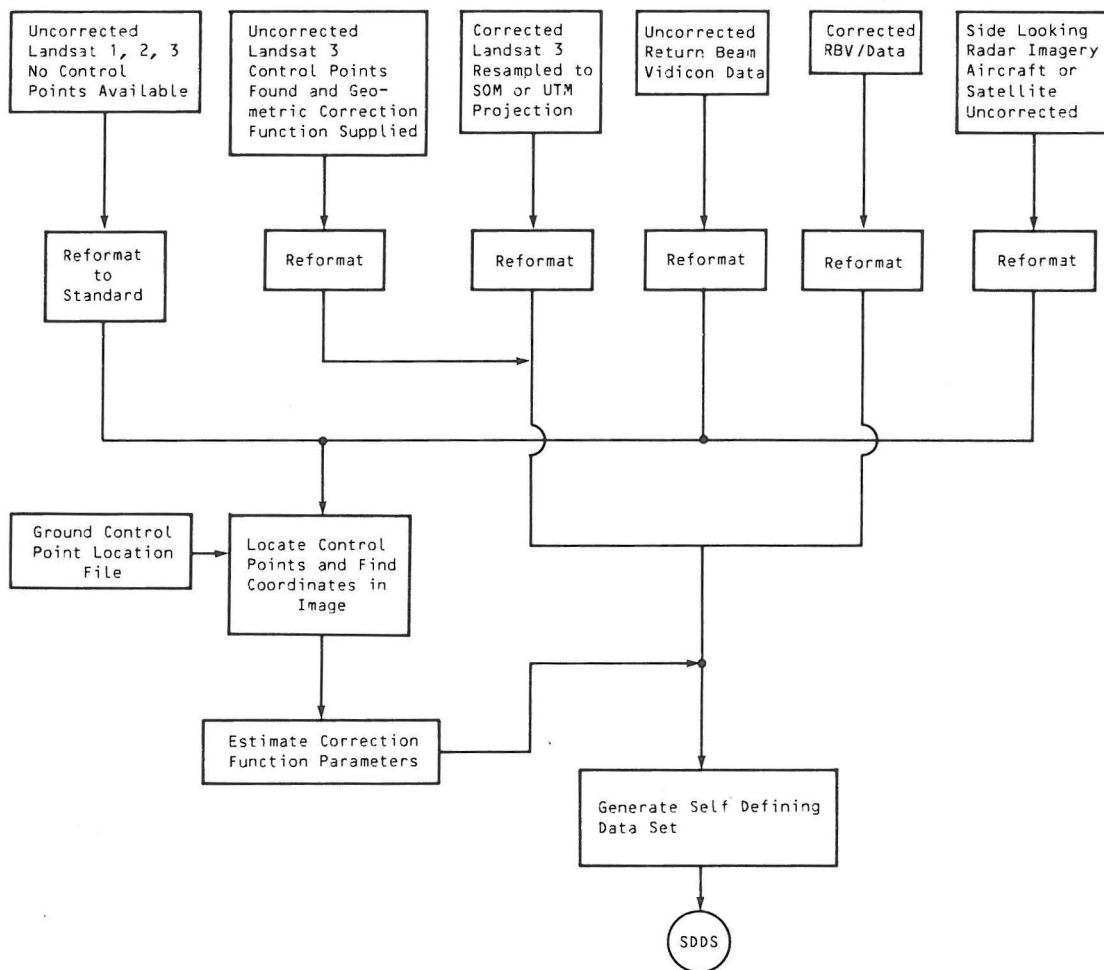 Uncorrected
Landsat 1, 2, 3
No Control
Points Available
Uncorrected
Landsat 3
Control Points
Found and Geo-
metric Correction
Function Supplied
Corrected
Landsat 3
Resampled to
SOM or UTM
Projection
Uncorrected
Return Beam
Vidicon Data
Corrected
RBV/Data
Side Looking
Radar Imagery
Aircraft or
Satellite
Uncorrected
Reformat
to
Standard
Reformat
Reformat
Reformat
Reformat
Reformat
Ground Control
Point Location
File
Locate Control
Points and Find
Coordinates in
Image
Estimate Correction
Function Parameters
Generate Self Defining
Data Set
SDDS